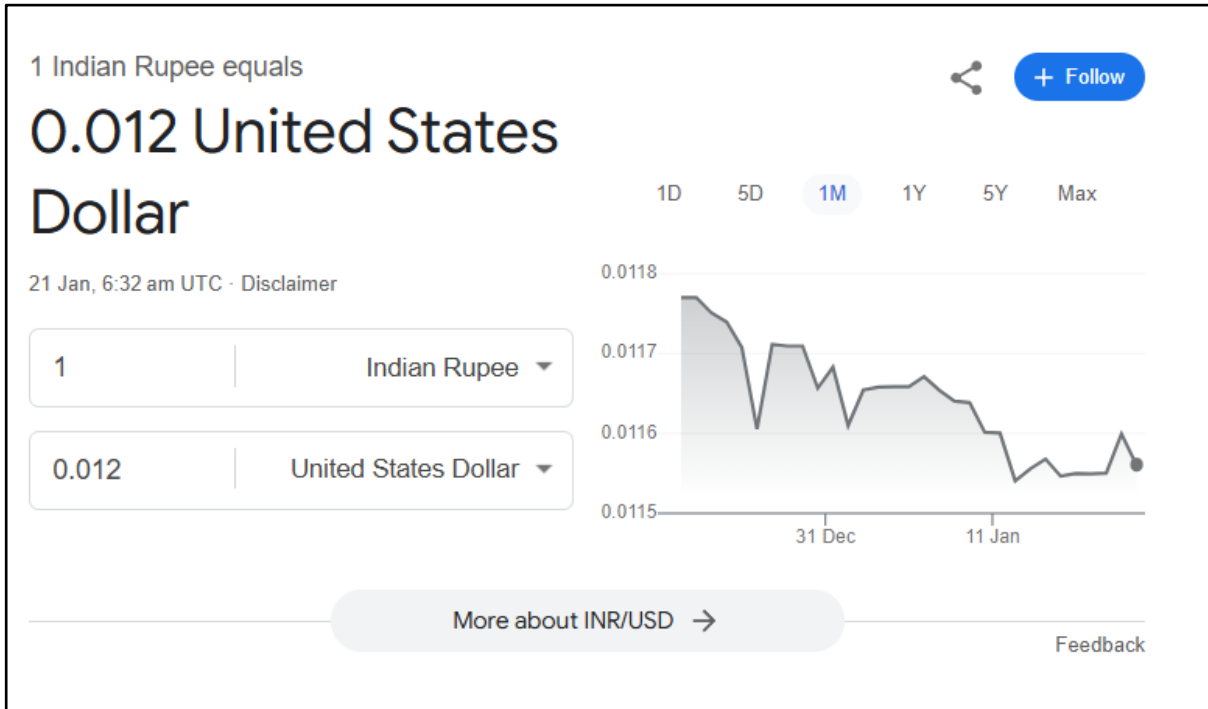 1 Indian Rupee equals
0.012 United States
Dollar
21 Jan, 6:32 am UTC · Disclaimer
1 Indian Rupee
0.012 United States Dollar
+ Follow
1D 5D 1M 1Y 5Y Max
0.0118
0.0117
0.0116
0.0115
31 Dec 11 Jan
More about INR/USD →
Feedback